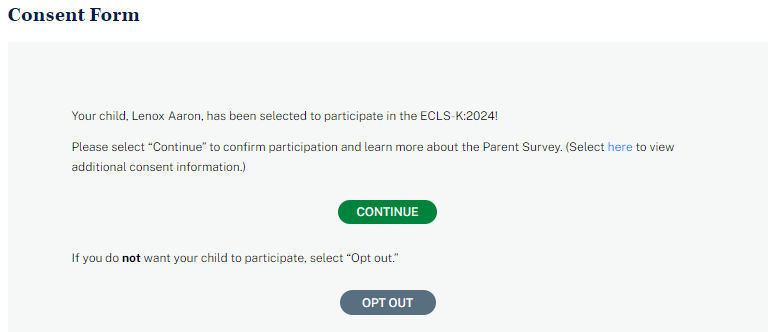 Consent Form
Your child, Lenox Aaron, has been selected to participate in the ECLS-K:2024!
Please select “Continue” to confirm participation and learn more about the Parent Survey. (Select here to view
additional consent information.)
CONTINUE
If you do not want your child to participate, select “Opt out.”
OPT OUT